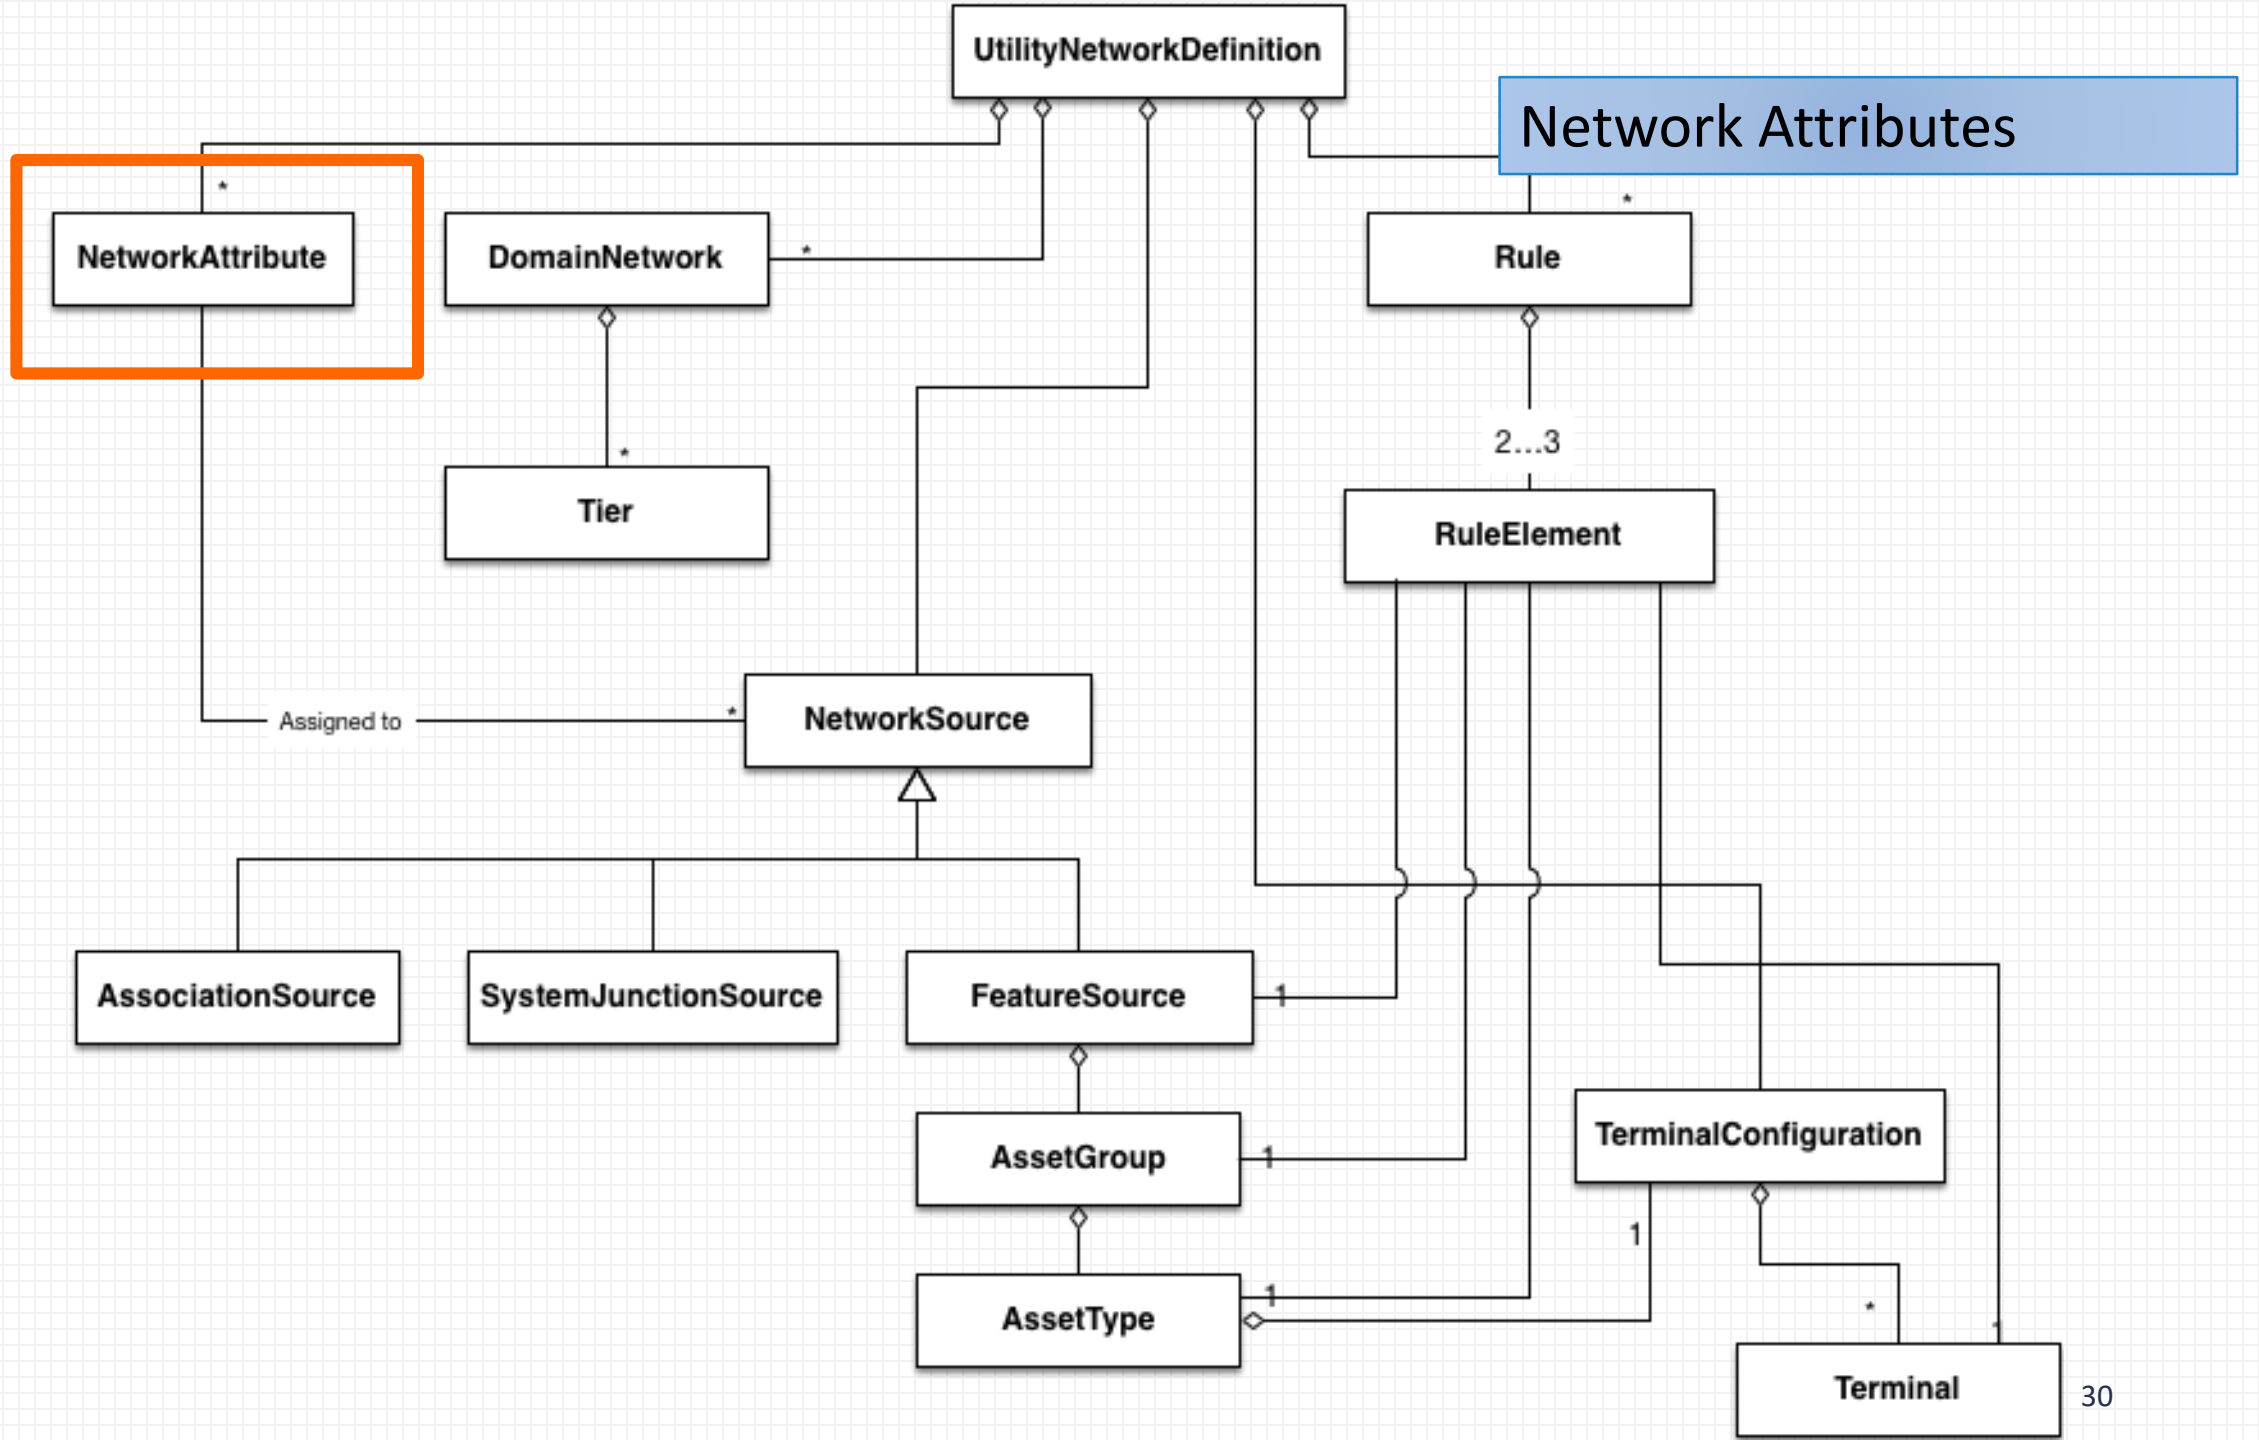 UtilityNetworkDefinition
Network Attributes
*
*
NetworkAttribute
DomainNetwork
*
Rule
*
2...3
Tier
RuleElement
Assigned to
*
NetworkSource
AssociationSource
SystemJunctionSource
FeatureSource
1
AssetGroup
1
TerminalConfiguration
1
1
AssetType
*
Terminal
30